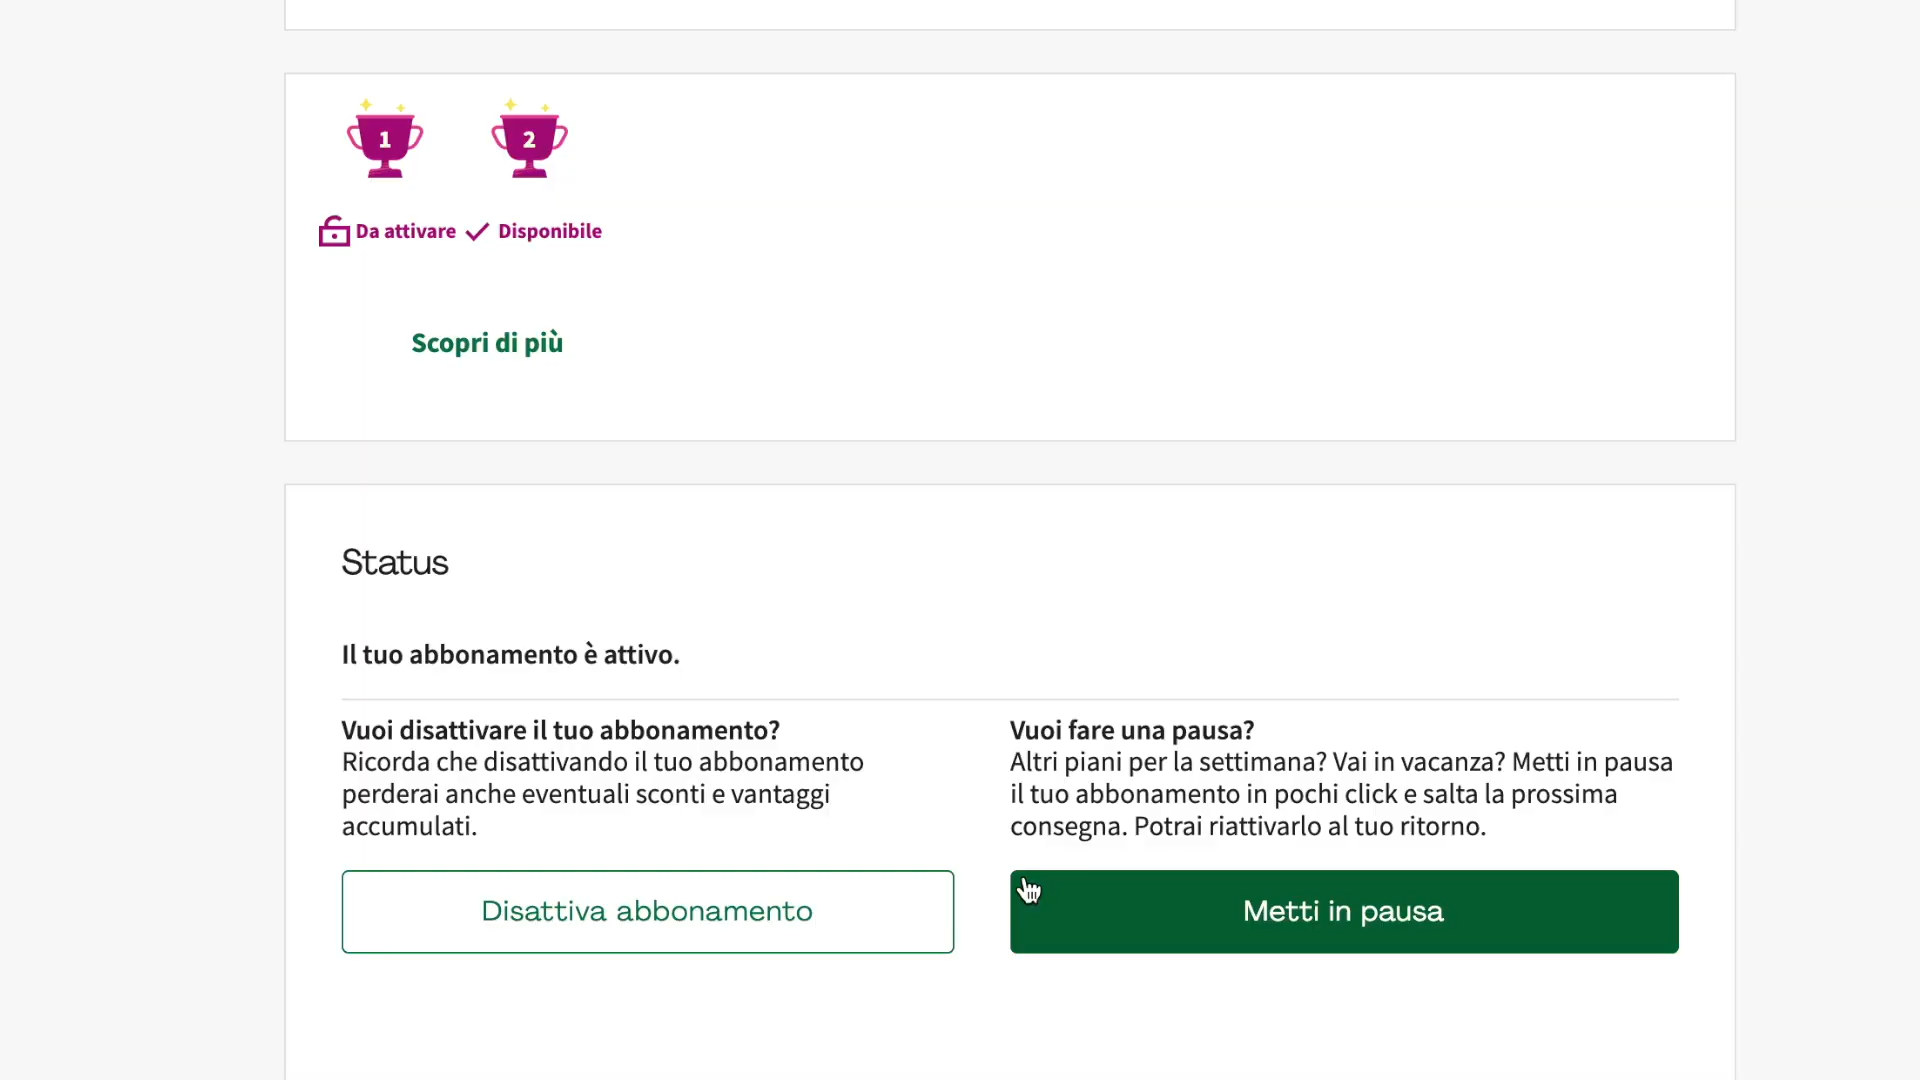 1 2
Da attivare Disponibile
Scopri di più
Status
Il tuo abbonamento è attivo.
Vuoi disattivare il tuo abbonamento?
Ricorda che disattivando il tuo abbonamento
perderai anche eventuali sconti e vantaggi
accumulati.
Disattiva abbonamento
Vuoi fare una pausa?
Altri piani per la settimana? Vai in vacanza? Metti in pausa
il tuo abbonamento in pochi click e salta la prossima
consegna. Potrai riattivarlo al tuo ritorno.
Metti in pausa